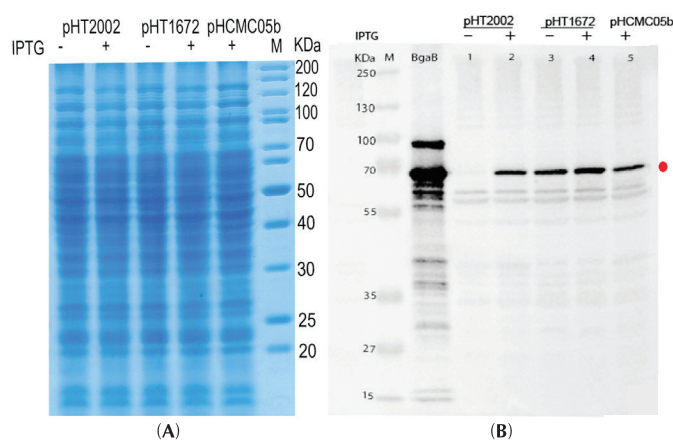 pHT2002 pHT1672 pHCMC05b
IPTG - + - + + M KDa
200
120
100
70
50
40
30
25
20
(A)
pHT2002 pHT1672 pHCMC05b
IPTG − + − + +
KDa M BgaB 1 2 3 4 5
250
130
100
70
55
35
27
15
(B)